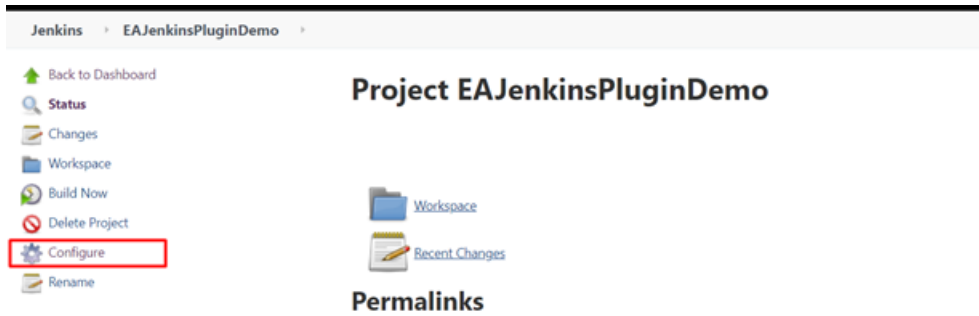 Jenkins EAJenkinsPluginDemo
Back to Dashboard
Status
Changes
Workspace
Build Now
Delete Project
Configure
Rename
Project EAJenkinsPluginDemo
Workspace
Recent Changes
Permalinks